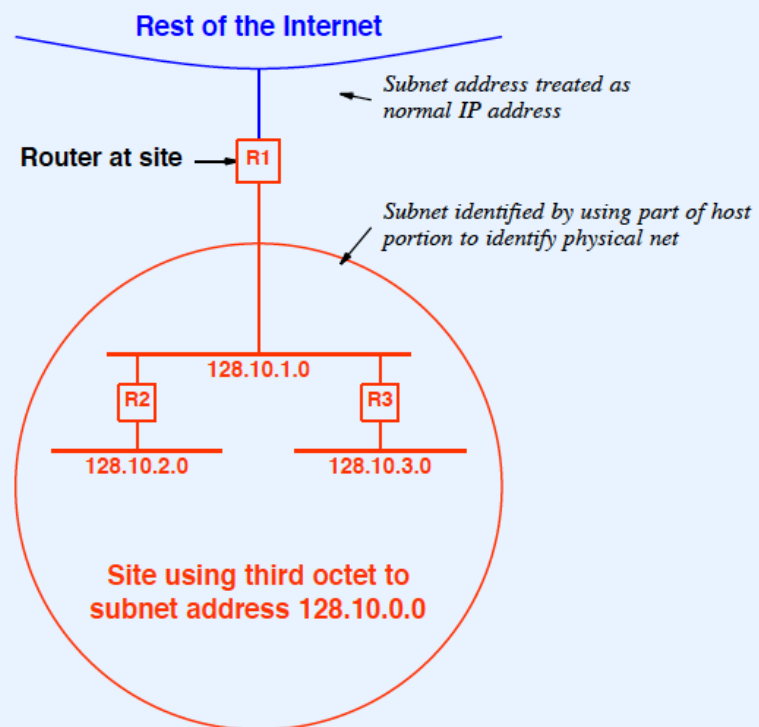 Rest of the Internet
Subnet address treated as
normal IP address
Router at site
R1
Subnet identified by using part of host
portion to identify physical net
128.10.1.0
R2
R3
128.10.2.0
128.10.3.0
Site using third octet to
subnet address 128.10.0.0